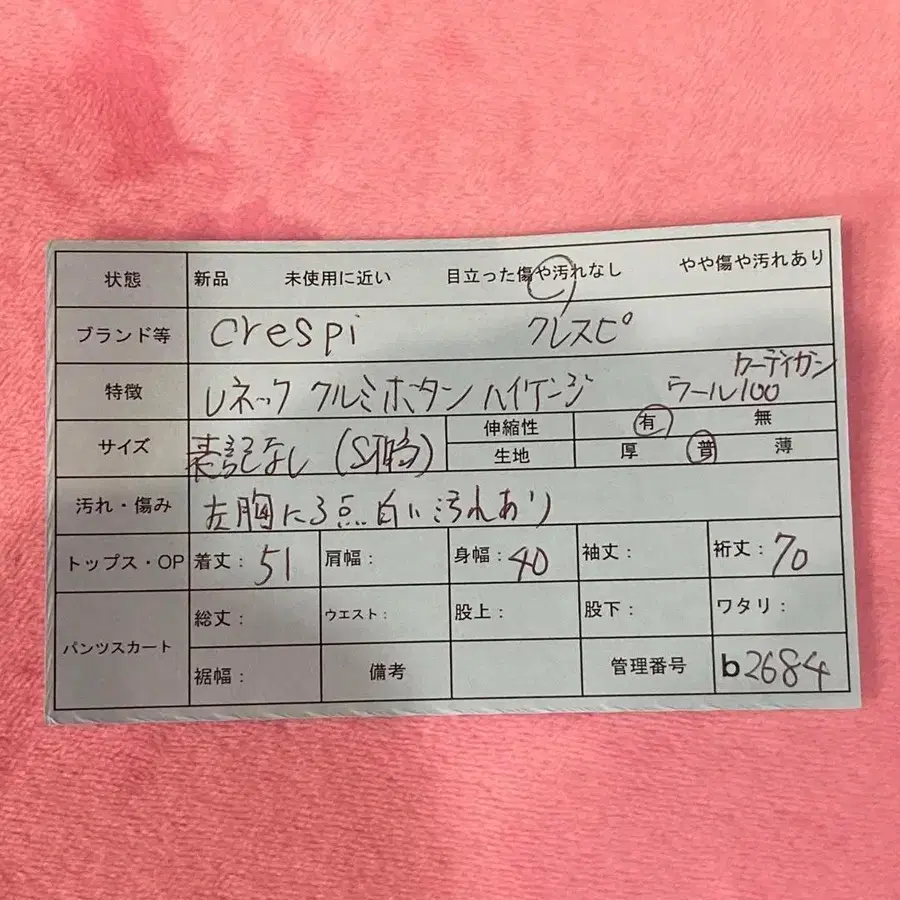 状態 新品 未使用に近い 目立った傷や汚れなし やや傷や汚れあり
ブランド等 crespi クレスピ
カーディガン
特徴 Uネック クルミボタン ハイゲージ ウール100
サイズ 表記なし (S相当) 伸縮性 有 無
生地 厚 普 薄
汚れ・傷み 左胸に3点白い汚れあり
トップス・OP 着丈: 51 肩幅: 身幅: 40 袖丈: 裄丈: 70
パンツスカート 総丈: ウエスト: 股上: 股下: ワタリ:
裾幅: 備考 管理番号 b2684